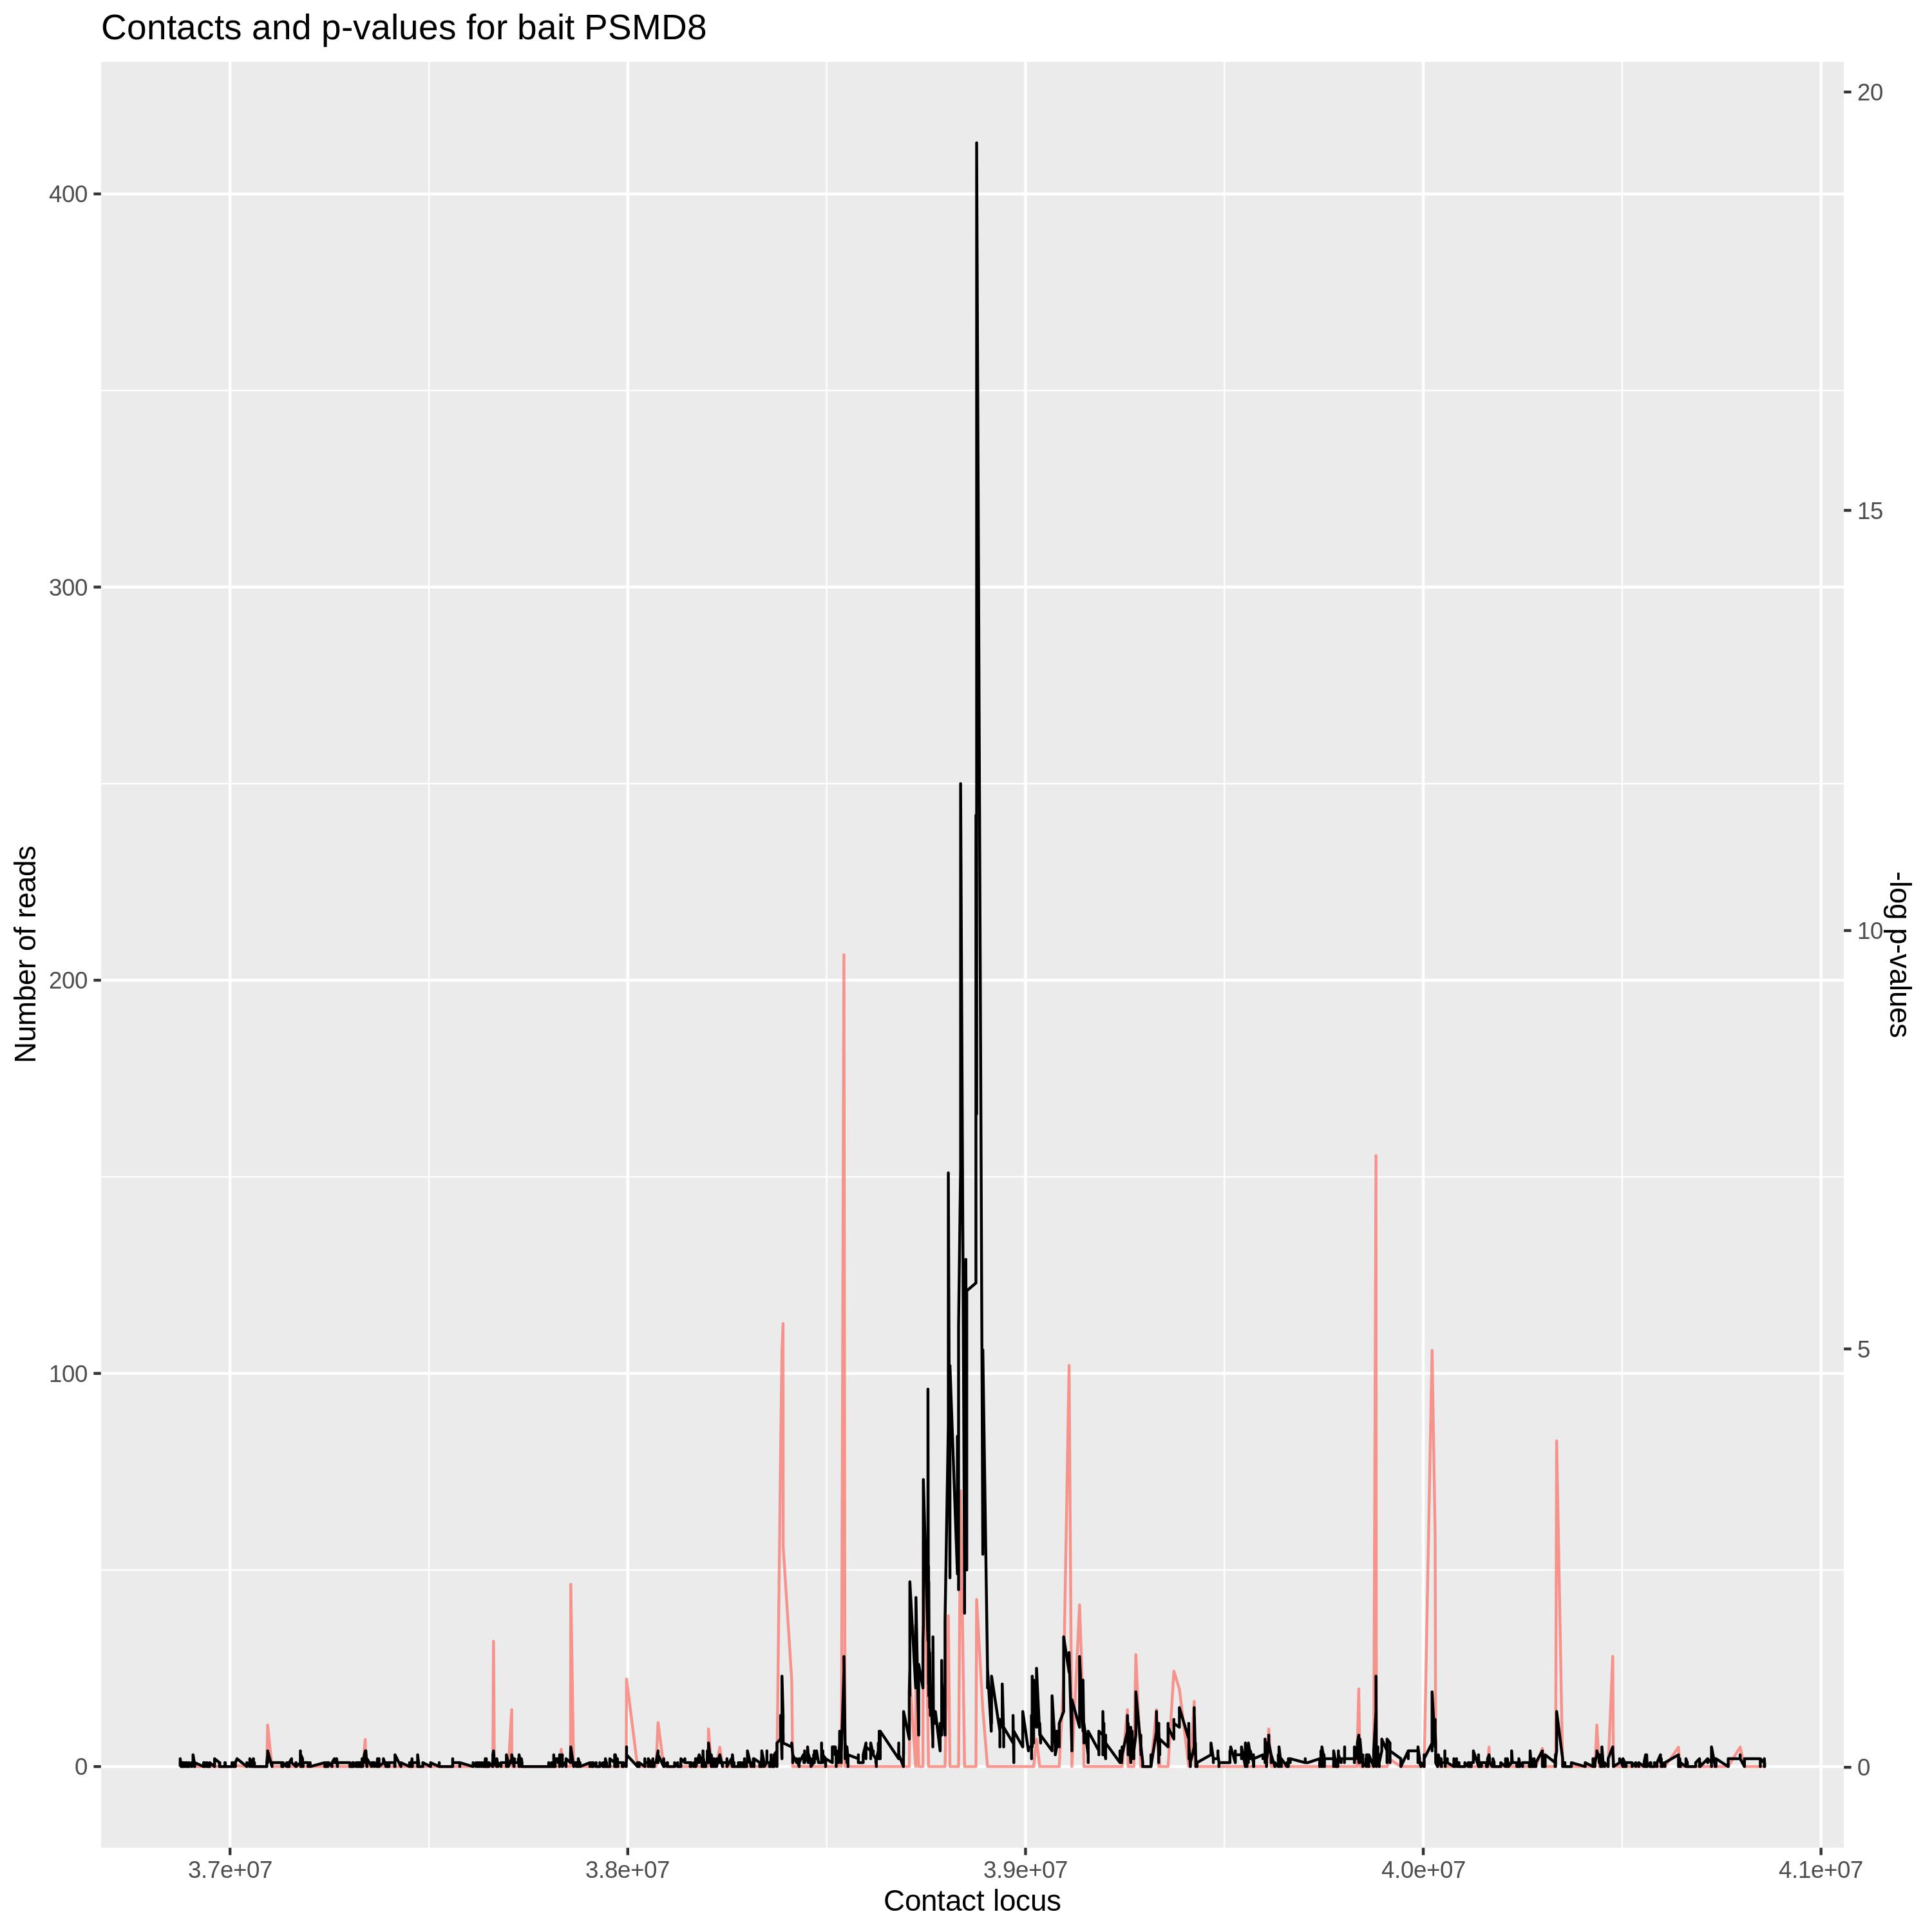 Contacts and p-values for bait PSMD8
400
300
200
100
0
Number of reads
20
15
10
5
0
-log p-values
3.7e+07
3.8e+07
3.9e+07
4.0e+07
4.1e+07
Contact locus